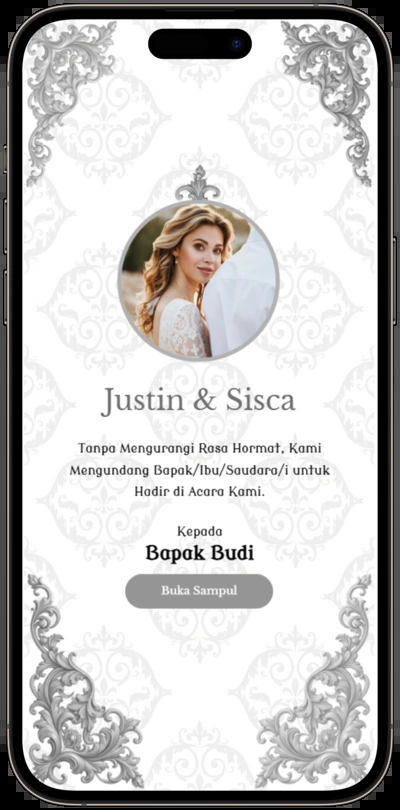 Justin & Sisca
Tanpa Mengurangi Rasa Hormat, Kami
Mengundang Bapak/Ibu/Saudara/i untuk
Hadir di Acara Kami.
Kepada
Bapak Budi
Buka Sampul